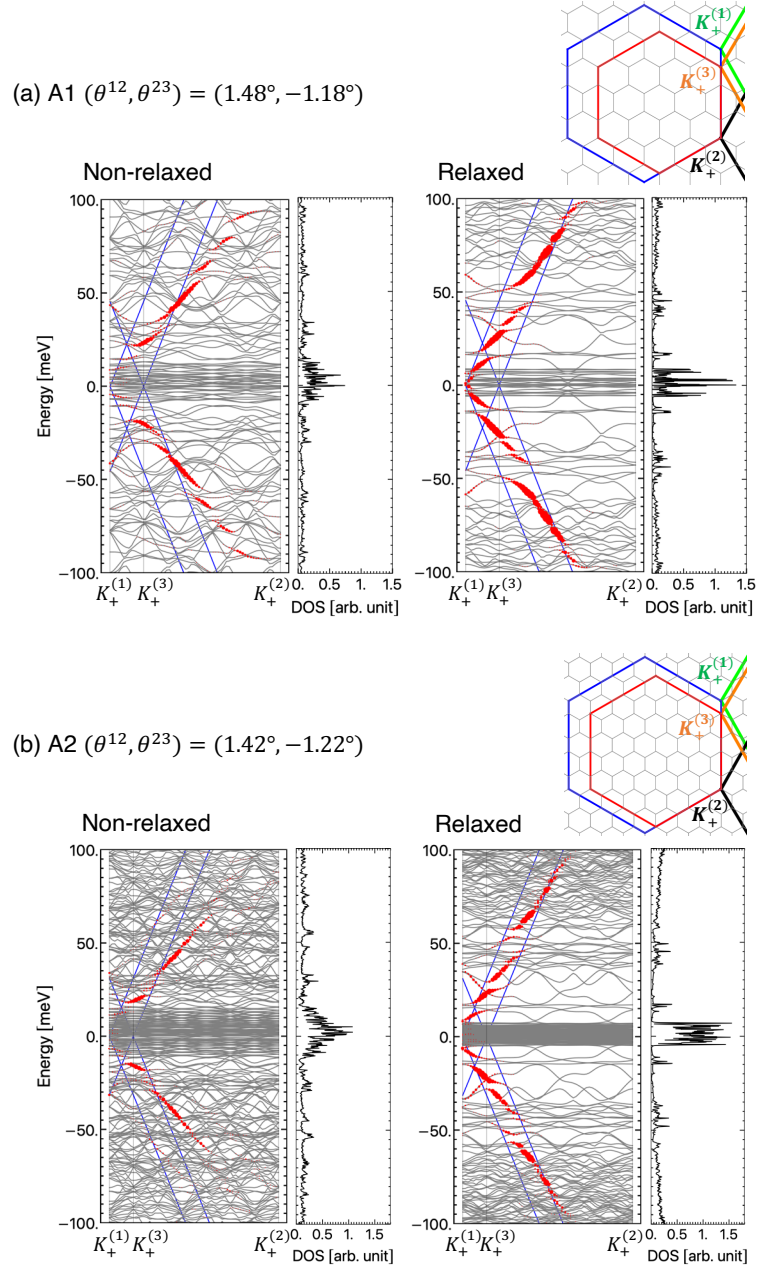 K₊⁽¹⁾
K₊⁽³⁾
K₊⁽²⁾
(a) A1 (θ¹², θ²³) = (1.48°, −1.18°)
Non-relaxed
Relaxed
100.
50.
0.
−50.
−100.
Energy [meV]
K₊⁽¹⁾ K₊⁽³⁾ K₊⁽²⁾
0. 0.5 1. 1.5
DOS [arb. unit]
100.
50.
0.
−50.
−100.
K₊⁽¹⁾ K₊⁽³⁾ K₊⁽²⁾
0. 0.5 1. 1.5
DOS [arb. unit]
K₊⁽¹⁾
K₊⁽³⁾
K₊⁽²⁾
(b) A2 (θ¹², θ²³) = (1.42°, −1.22°)
Non-relaxed
Relaxed
100.
50.
0.
−50.
−100.
Energy [meV]
K₊⁽¹⁾ K₊⁽³⁾ K₊⁽²⁾
0. 0.5 1. 1.5
DOS [arb. unit]
100.
50.
0.
−50.
−100.
K₊⁽¹⁾ K₊⁽³⁾ K₊⁽²⁾
0. 0.5 1. 1.5
DOS [arb. unit]